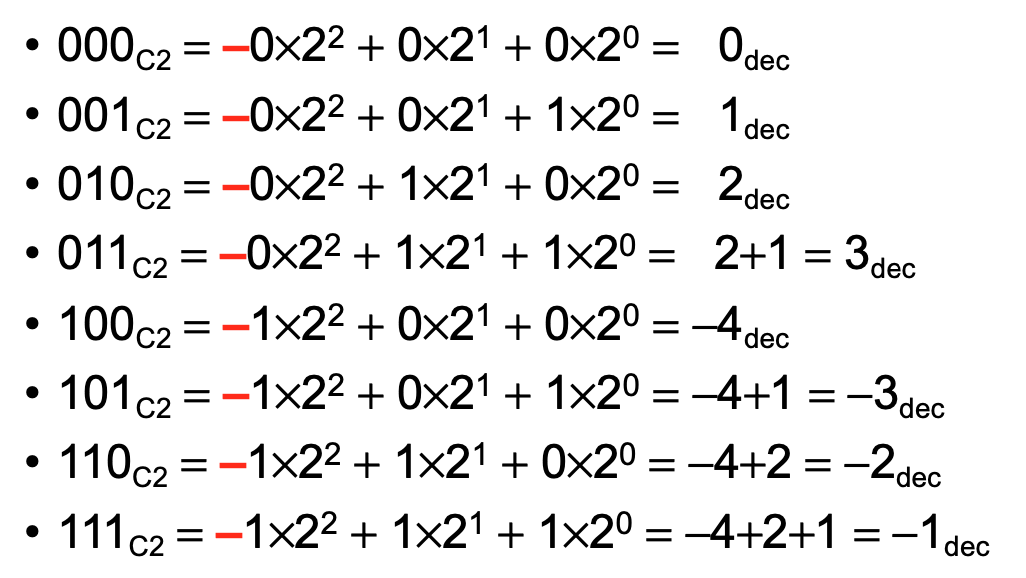 • 000C2 = –0×2² + 0×2¹ + 0×2⁰ = 0dec
• 001C2 = –0×2² + 0×2¹ + 1×2⁰ = 1dec
• 010C2 = –0×2² + 1×2¹ + 0×2⁰ = 2dec
• 011C2 = –0×2² + 1×2¹ + 1×2⁰ = 2+1 = 3dec
• 100C2 = –1×2² + 0×2¹ + 0×2⁰ = –4dec
• 101C2 = –1×2² + 0×2¹ + 1×2⁰ = –4+1 = –3dec
• 110C2 = –1×2² + 1×2¹ + 0×2⁰ = –4+2 = –2dec
• 111C2 = –1×2² + 1×2¹ + 1×2⁰ = –4+2+1 = –1dec